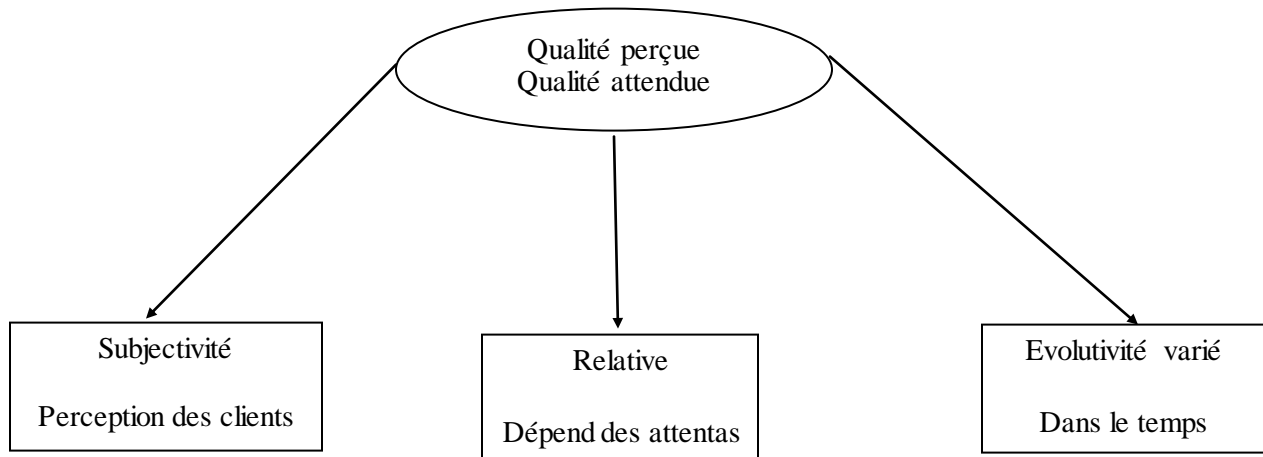 Qualité perçue
Qualité attendue
Subjectivité
Perception des clients
Relative
Dépend des attentas
Evolutivité varié
Dans le temps